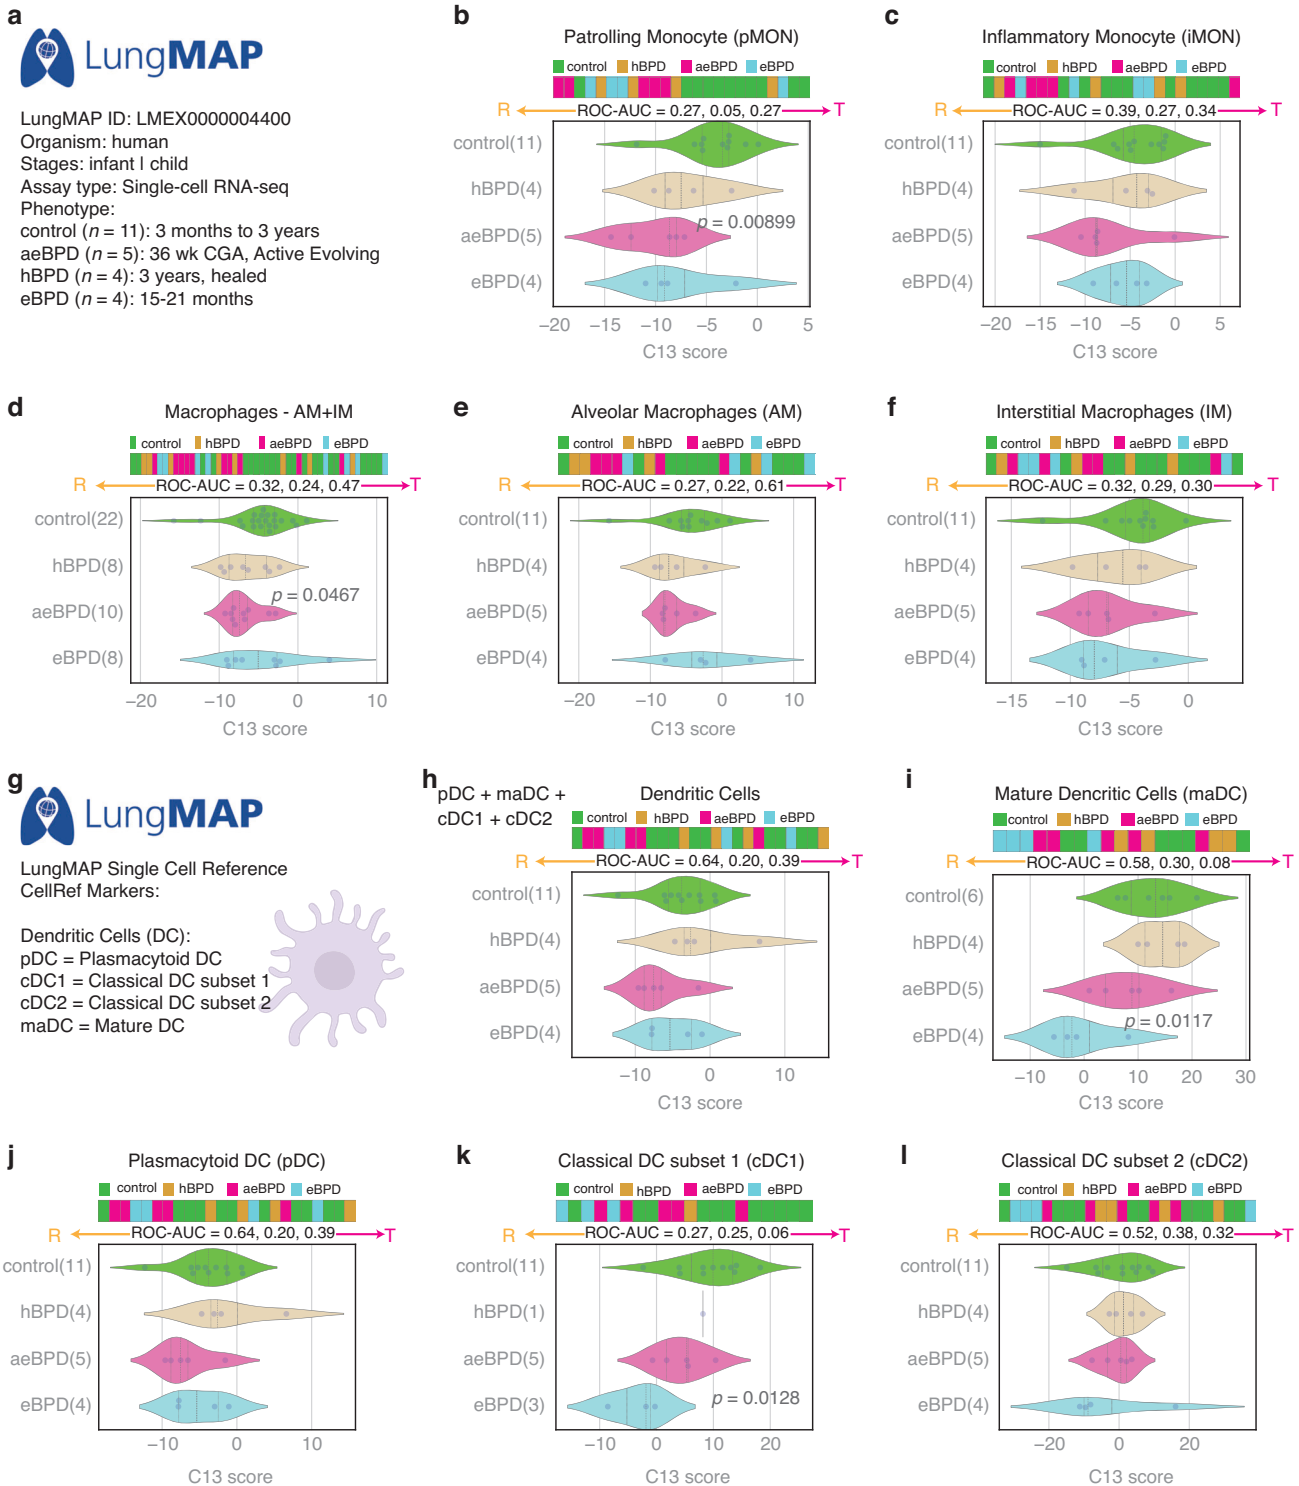 a
LungMAP
LungMAP ID: LMEX0000004400
Organism: human
Stages: infant | child
Assay type: Single-cell RNA-seq
Phenotype:
control (n = 11): 3 months to 3 years
aeBPD (n = 5): 36 wk CGA, Active Evolving
hBPD (n = 4): 3 years, healed
eBPD (n = 4): 15-21 months
b
Patrolling Monocyte (pMON)
control hBPD aeBPD eBPD
R ROC-AUC = 0.27, 0.05, 0.27 T
control(11)
hBPD(4)
p = 0.00899
aeBPD(5)
eBPD(4)
−20 −15 −10 −5 0 5
C13 score
c
Inflammatory Monocyte (iMON)
control hBPD aeBPD eBPD
R ROC-AUC = 0.39, 0.27, 0.34 T
control(11)
hBPD(4)
aeBPD(5)
eBPD(4)
−20 −15 −10 −5 0 5
C13 score
d
Macrophages - AM+IM
control hBPD aeBPD eBPD
R ROC-AUC = 0.32, 0.24, 0.47 T
control(22)
hBPD(8)
p = 0.0467
aeBPD(10)
eBPD(8)
−20 −10 0 10
C13 score
e
Alveolar Macrophages (AM)
control hBPD aeBPD eBPD
R ROC-AUC = 0.27, 0.22, 0.61 T
control(11)
hBPD(4)
aeBPD(5)
eBPD(4)
−20 −10 0 10
C13 score
f
Interstitial Macrophages (IM)
control hBPD aeBPD eBPD
R ROC-AUC = 0.32, 0.29, 0.30 T
control(11)
hBPD(4)
aeBPD(5)
eBPD(4)
−15 −10 −5 0
C13 score
g
LungMAP
LungMAP Single Cell Reference
CellRef Markers:
Dendritic Cells (DC):
pDC = Plasmacytoid DC
cDC1 = Classical DC subset 1
cDC2 = Classical DC subset 2
maDC = Mature DC
h
pDC + maDC +
cDC1 + cDC2
Dendritic Cells
control hBPD aeBPD eBPD
R ROC-AUC = 0.64, 0.20, 0.39 T
control(11)
hBPD(4)
aeBPD(5)
eBPD(4)
−10 0 10
C13 score
i
Mature Dencritic Cells (maDC)
control hBPD aeBPD eBPD
R ROC-AUC = 0.58, 0.30, 0.08 T
control(6)
hBPD(4)
aeBPD(5)
p = 0.0117
eBPD(4)
−10 0 10 20 30
C13 score
j
Plasmacytoid DC (pDC)
control hBPD aeBPD eBPD
R ROC-AUC = 0.64, 0.20, 0.39 T
control(11)
hBPD(4)
aeBPD(5)
eBPD(4)
−10 0 10
C13 score
k
Classical DC subset 1 (cDC1)
control hBPD aeBPD eBPD
R ROC-AUC = 0.27, 0.25, 0.06 T
control(11)
hBPD(1)
aeBPD(5)
p = 0.0128
eBPD(3)
−10 0 10 20
C13 score
l
Classical DC subset 2 (cDC2)
control hBPD aeBPD eBPD
R ROC-AUC = 0.52, 0.38, 0.32 T
control(11)
hBPD(4)
aeBPD(5)
eBPD(4)
−20 0 20
C13 score